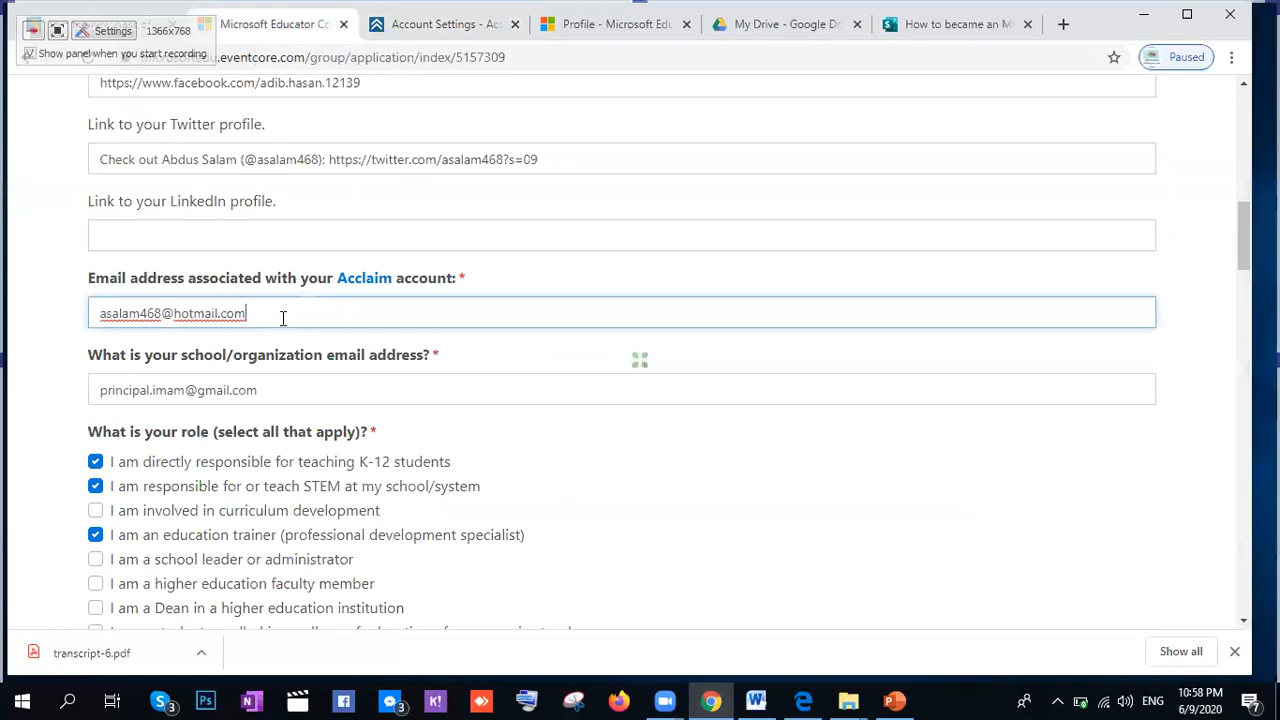 Microsoft Educator Ce
Account Settings - Acc
Profile - Microsoft Edu
My Drive - Google Dr
How to became an MI
Settings
1366x768
Show panel when you start recording
eventcore.com/group/application/index/5157309
Paused
https://www.facebook.com/adib.hasan.12139
Link to your Twitter profile.
Check out Abdus Salam (@asalam468): https://twitter.com/asalam468?s=09
Link to your LinkedIn profile.
Email address associated with your Acclaim account: *
asalam468@hotmail.com
What is your school/organization email address? *
principal.imam@gmail.com
What is your role (select all that apply)? *
I am directly responsible for teaching K-12 students
I am responsible for or teach STEM at my school/system
I am involved in curriculum development
I am an education trainer (professional development specialist)
I am a school leader or administrator
I am a higher education faculty member
I am a Dean in a higher education institution
transcript-6.pdf
Show all
3
3
ENG
10:58 PM
6/9/2020
7